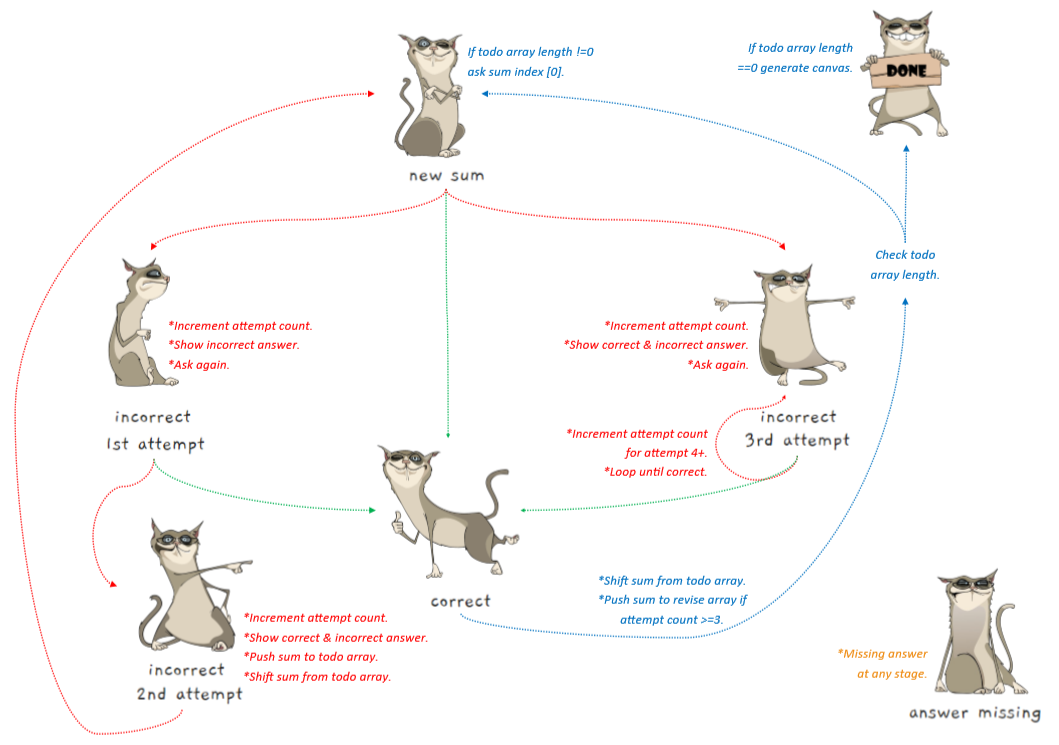 If todo array length !=0
ask sum index [0].
new sum
If todo array length
==0 generate canvas.
DONE
Check todo
array length.
*Increment attempt count.
*Show incorrect answer.
*Ask again.
incorrect
1st attempt
*Increment attempt count.
*Show correct & incorrect answer.
*Ask again.
incorrect
3rd attempt
*Increment attempt count
for attempt 4+.
*Loop until correct.
correct
*Shift sum from todo array.
*Push sum to revise array if
attempt count >=3.
*Increment attempt count.
*Show correct & incorrect answer.
*Push sum to todo array.
*Shift sum from todo array.
incorrect
2nd attempt
*Missing answer
at any stage.
answer missing